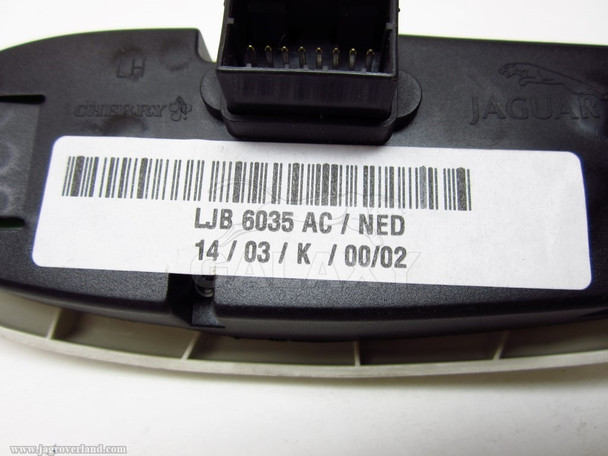 LH
CHERRY
JAGUAR
LJB 6035 AC / NED
14 / 03 / K / 00/02
GALAXY
www.jagroverland.com